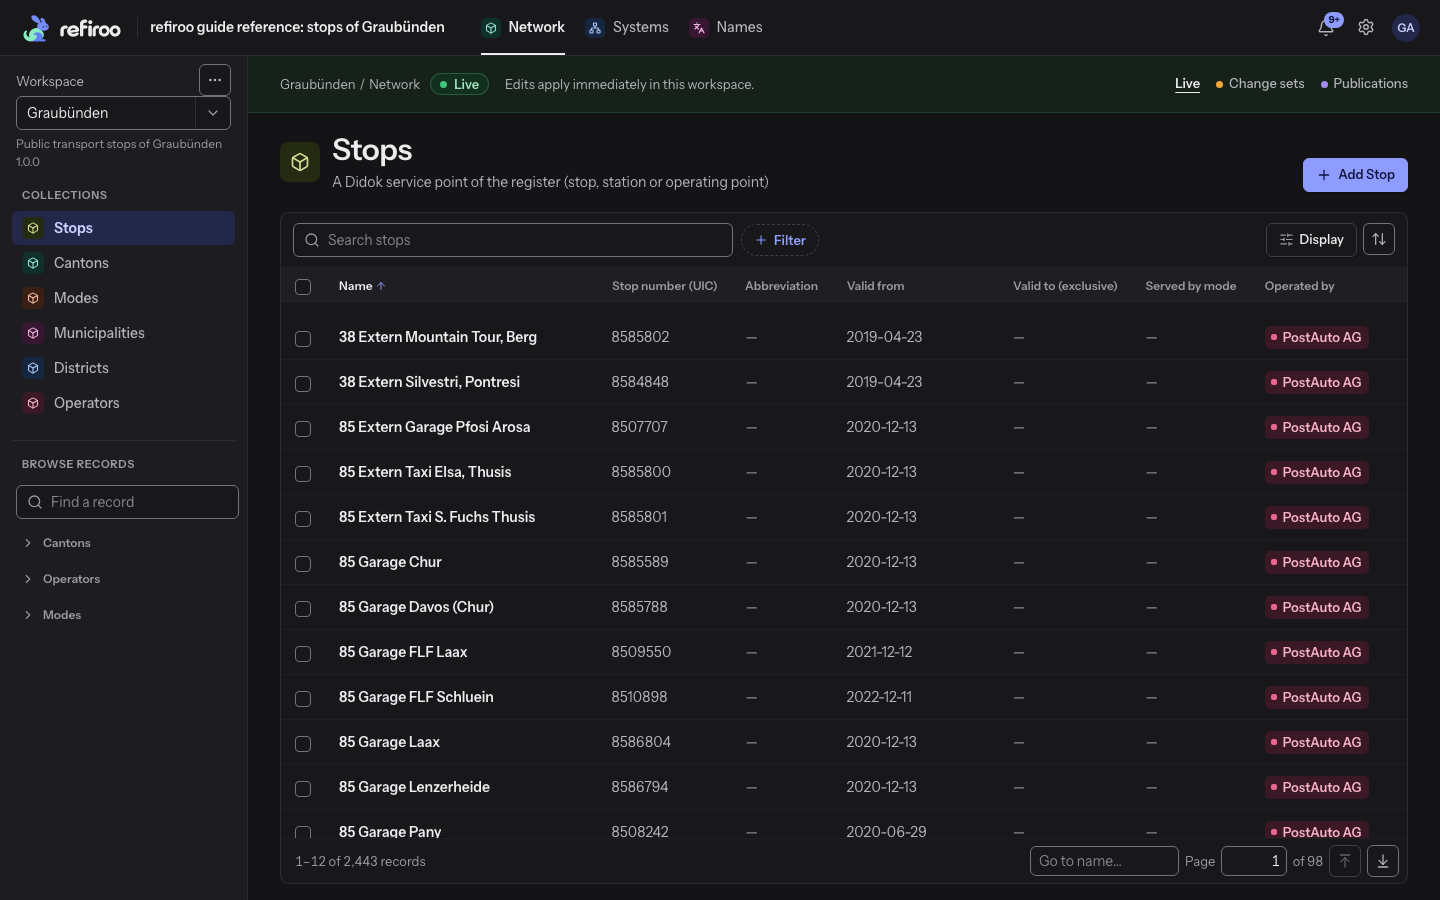 refiroo
refiroo guide reference: stops of Graubünden
Network
Systems
Names
9+
GA
Workspace
Graubünden
Public transport stops of Graubünden
1.0.0
COLLECTIONS
Stops
Cantons
Modes
Municipalities
Districts
Operators
BROWSE RECORDS
Find a record
Cantons
Operators
Modes
Graubünden / Network
Live
Edits apply immediately in this workspace.
Live
Change sets
Publications
Stops
A Didok service point of the register (stop, station or operating point)
+ Add Stop
Search stops
+ Filter
Display
Name ↑ Stop number (UIC) Abbreviation Valid from Valid to (exclusive) Served by mode Operated by
38 Extern Mountain Tour, Berg 8585802 — 2019-04-23 — — PostAuto AG
38 Extern Silvestri, Pontresi 8584848 — 2019-04-23 — — PostAuto AG
85 Extern Garage Pfosi Arosa 8507707 — 2020-12-13 — — PostAuto AG
85 Extern Taxi Elsa, Thusis 8585800 — 2020-12-13 — — PostAuto AG
85 Extern Taxi S. Fuchs Thusis 8585801 — 2020-12-13 — — PostAuto AG
85 Garage Chur 8585589 — 2020-12-13 — — PostAuto AG
85 Garage Davos (Chur) 8585788 — 2020-12-13 — — PostAuto AG
85 Garage FLF Laax 8509550 — 2021-12-12 — — PostAuto AG
85 Garage FLF Schluein 8510898 — 2022-12-11 — — PostAuto AG
85 Garage Laax 8586804 — 2020-12-13 — — PostAuto AG
85 Garage Lenzerheide 8586794 — 2020-12-13 — — PostAuto AG
85 Garage Pany 8508242 — 2020-06-29 — — PostAuto AG
1–12 of 2,443 records
Go to name...
Page 1 of 98